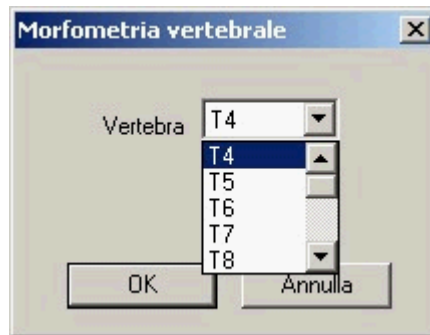 Morfometria vertebrale
Vertebra T4
T4
T5
T6
T7
T8
OK Annulla